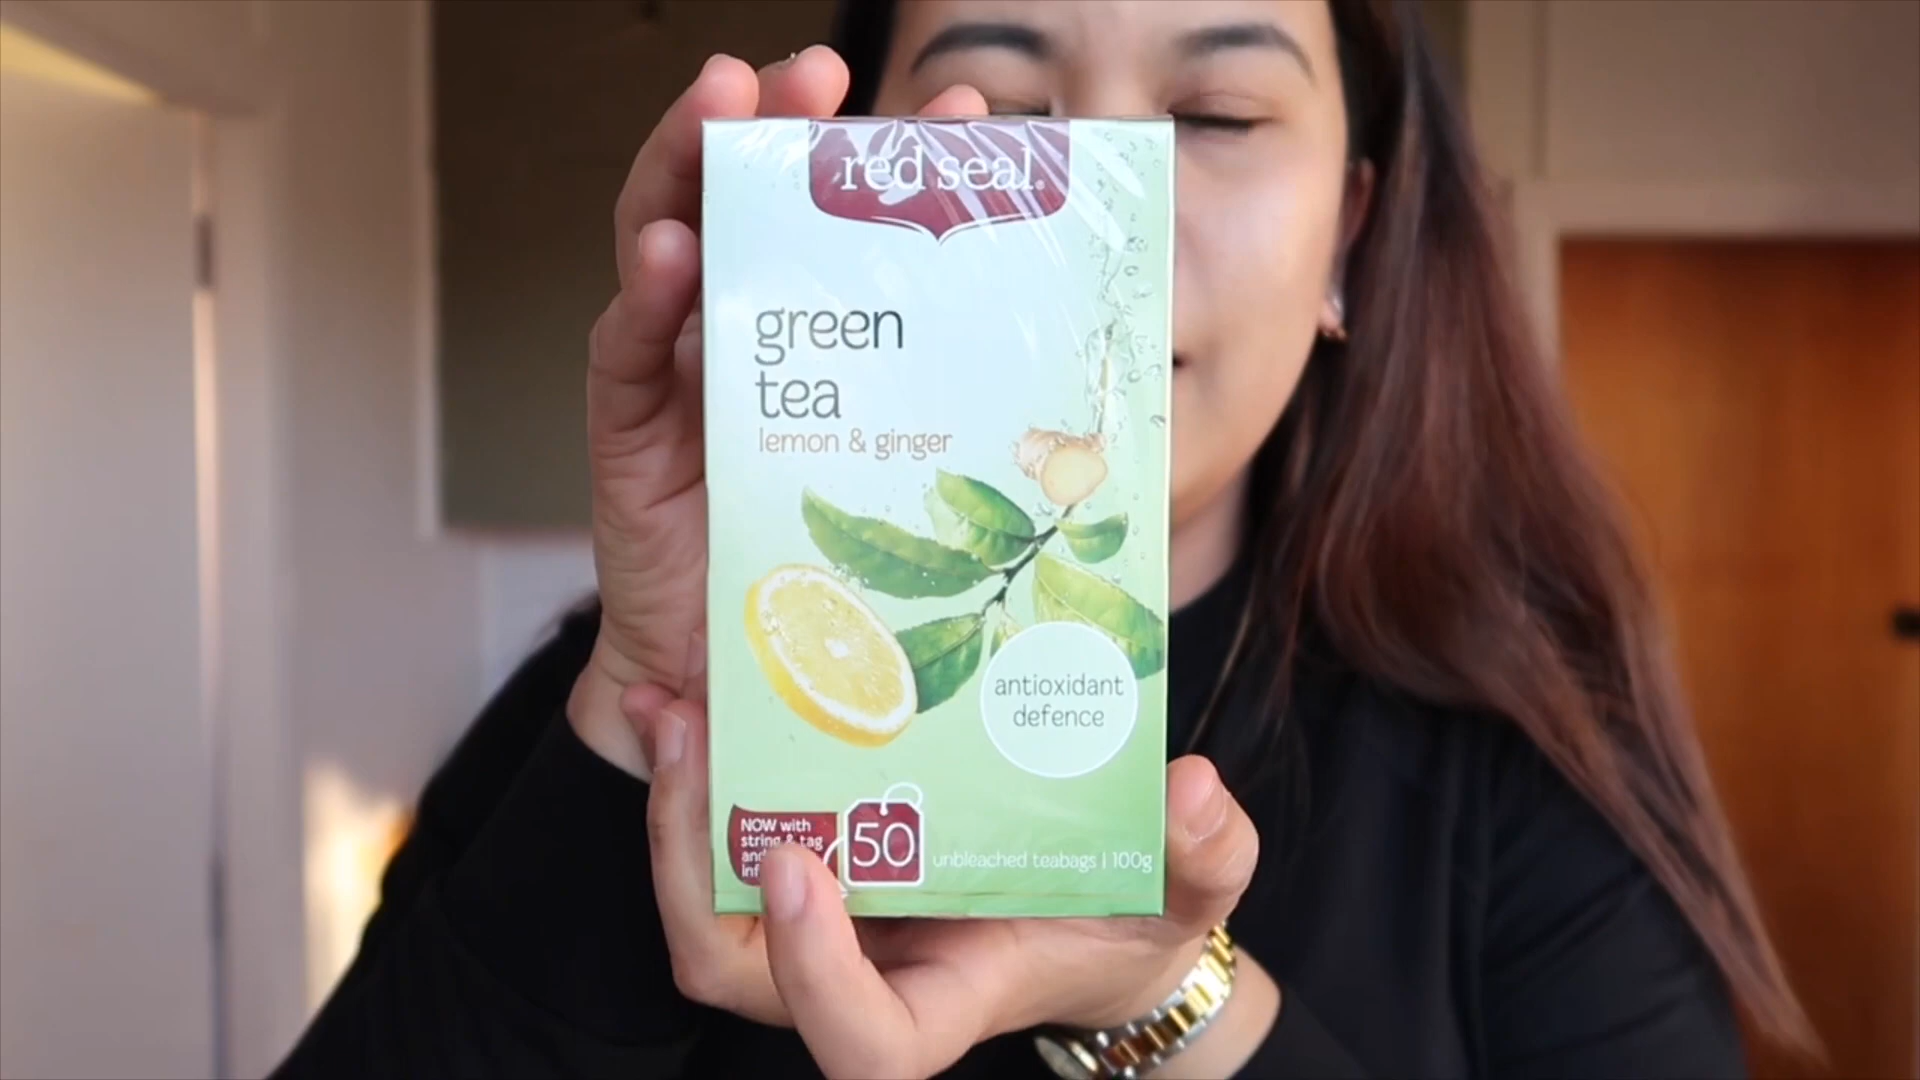 red seal
green
tea
lemon & ginger
antioxidant
defence
NOW with
string & tag
50
unbleached teabags | 100g